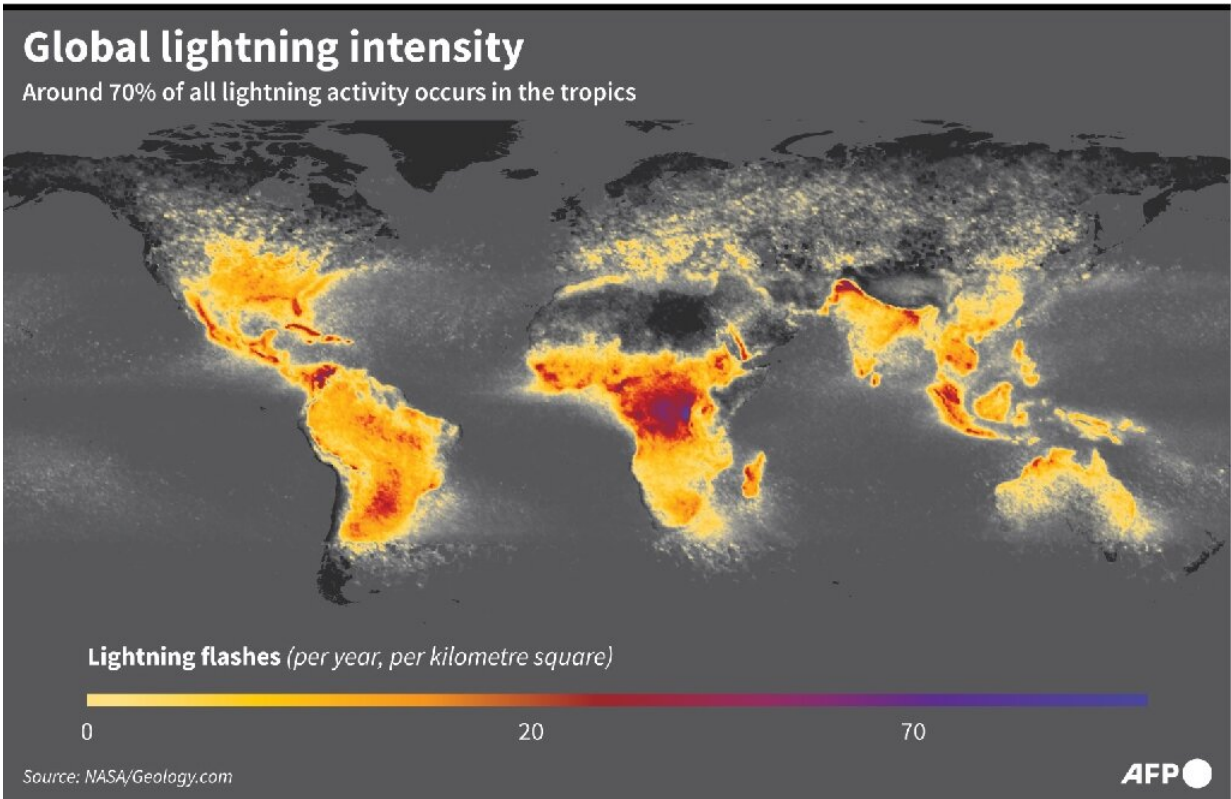 Global lightning intensity
Around 70% of all lightning activity occurs in the tropics
Lightning flashes (per year, per kilometre square)
0 20 70
Source: NASA/Geology.com
AFP